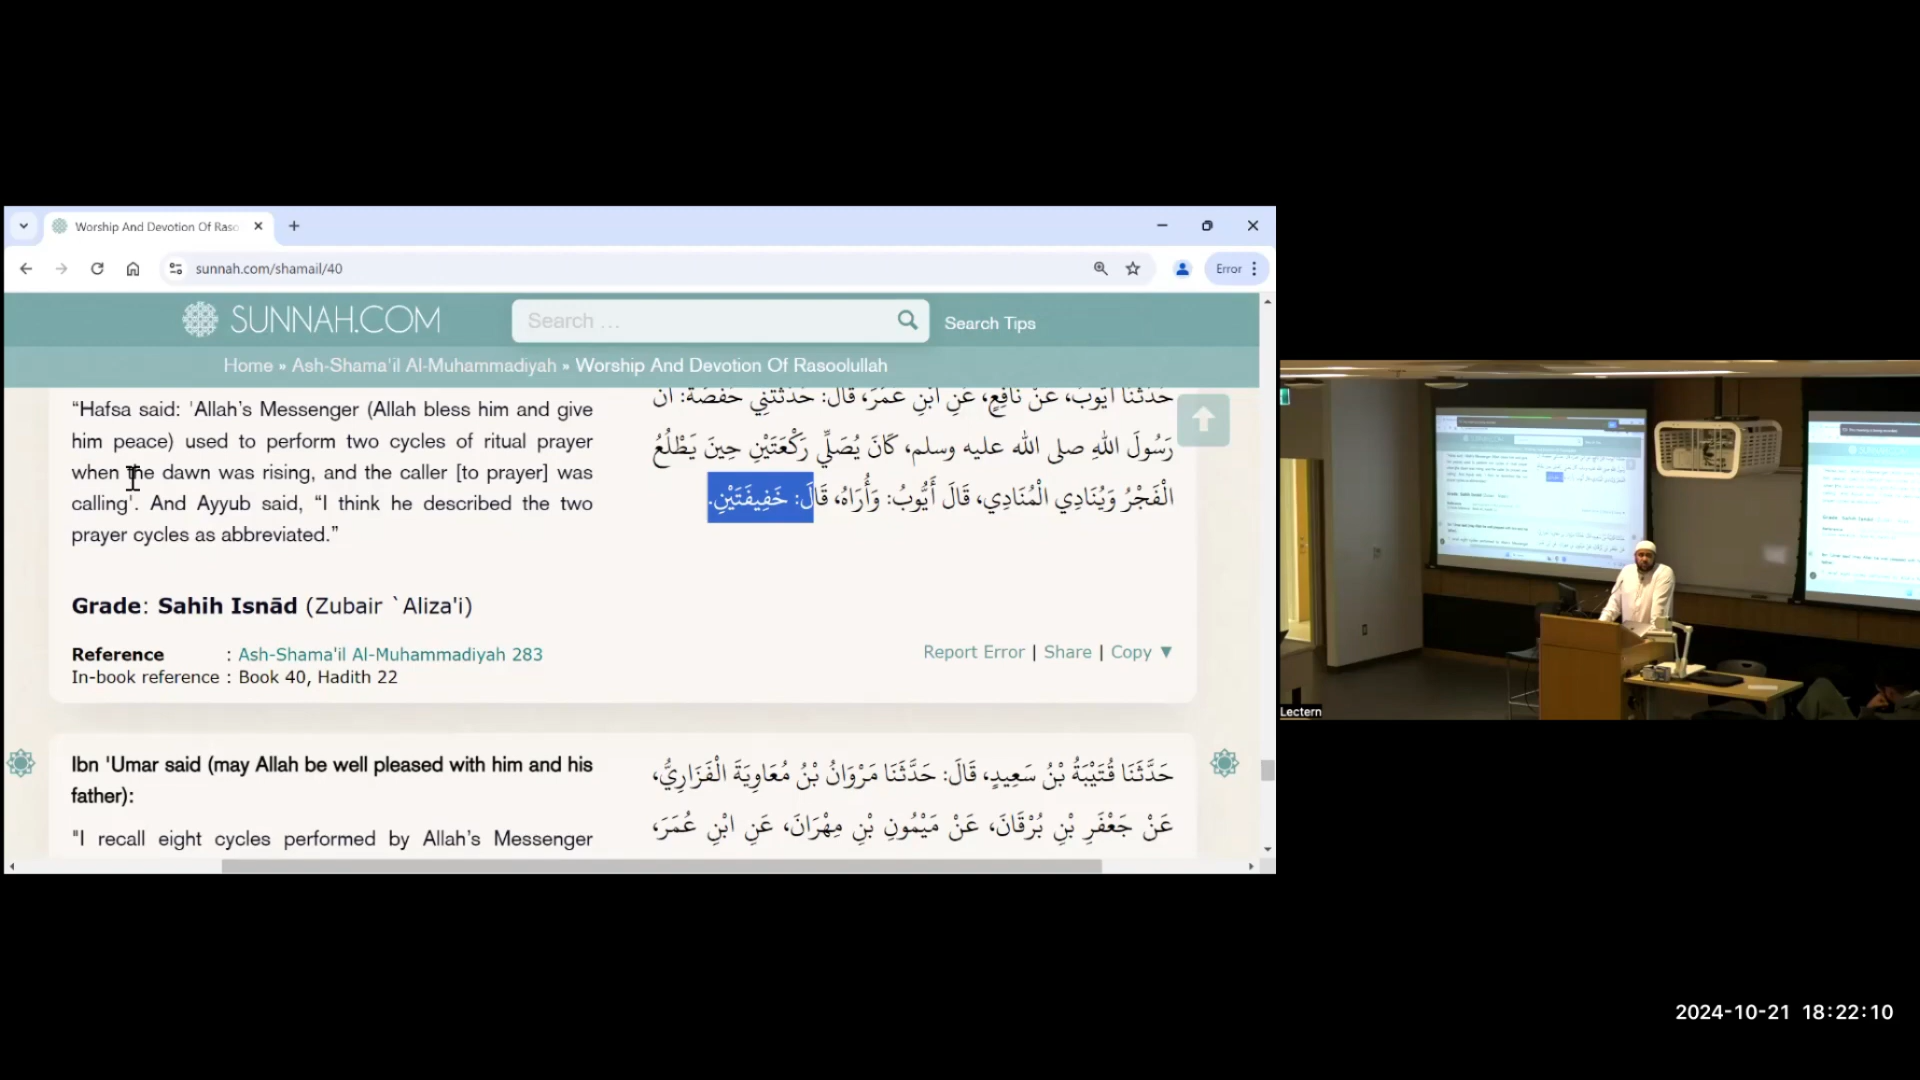 Worship And Devotion Of Raso
sunnah.com/shamail/40
Error
SUNNAH.COM
Search ...
Search Tips
Home » Ash-Shama'il Al-Muhammadiyah » Worship And Devotion Of Rasoolullah
“Hafsa said: 'Allah’s Messenger (Allah bless him and give
him peace) used to perform two cycles of ritual prayer
when the dawn was rising, and the caller [to prayer] was
calling'. And Ayyub said, “I think he described the two
prayer cycles as abbreviated.”
حَدَّثَنَا أَيُّوبُ، عَنْ نَافِعٍ، عَنِ ابْنِ عُمَرَ، قَالَ: حَدَّثَتْنِي حَفْصَةُ: أَنَّ
رَسُولَ اللهِ صلى الله عليه وسلم، كَانَ يُصَلِّي رَكْعَتَيْنِ حِينَ يَطْلُعُ
الْفَجْرُ وَيُنَادِي الْمُنَادِي، قَالَ أَيُّوبُ: وَأُرَاهُ، قَالَ: خَفِيفَتَيْنِ.
Grade: Sahih Isnād (Zubair `Aliza'i)
Reference : Ash-Shama'il Al-Muhammadiyah 283
In-book reference : Book 40, Hadith 22
Report Error | Share | Copy ▼
Ibn 'Umar said (may Allah be well pleased with him and his
father):
"I recall eight cycles performed by Allah’s Messenger
حَدَّثَنَا قُتَيْبَةُ بْنُ سَعِيدٍ، قَالَ: حَدَّثَنَا مَرْوَانُ بْنُ مُعَاوِيَةَ الْفَزَارِيُّ،
عَنْ جَعْفَرِ بْنِ بُرْقَانَ، عَنْ مَيْمُونِ بْنِ مِهْرَانَ، عَنِ ابْنِ عُمَرَ،
Lectern
2024-10-21 18:22:10